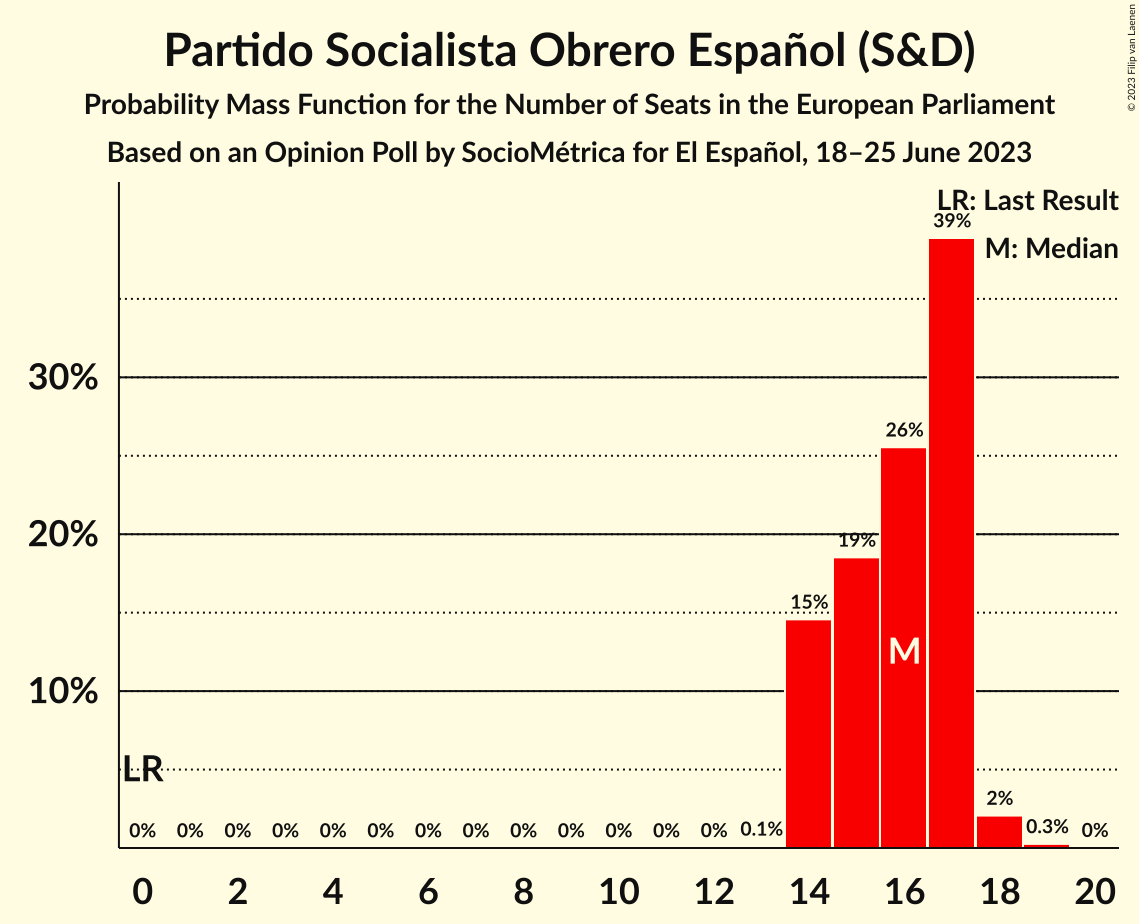 Partido Socialista Obrero Español (S&D)
Probability Mass Function for the Number of Seats in the European Parliament
Based on an Opinion Poll by SocioMétrica for El Español, 18–25 June 2023
© 2023 Filip van Laenen
LR: Last Result
M: Median
39%
30%
26%
20%
19%
15%
M
10%
LR
2%
0% 0% 0% 0% 0% 0% 0% 0% 0% 0% 0% 0% 0% 0.1% 0.3% 0%
0 2 4 6 8 10 12 14 16 18 20